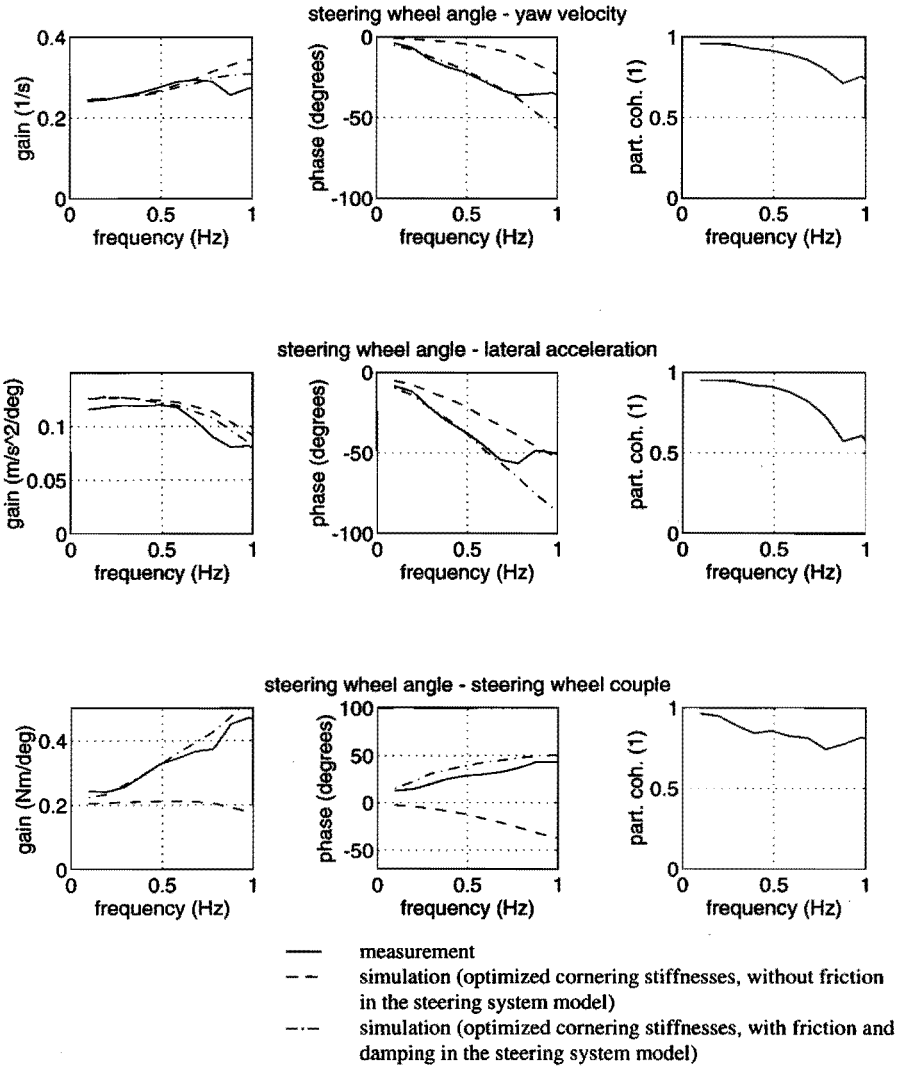 steering wheel angle - yaw velocity
0.4
0.2
0
0 0.5 1
gain (1/s)
frequency (Hz)
0
-50
-100
0 0.5 1
phase (degrees)
frequency (Hz)
1
0.5
0
0 0.5 1
part. coh. (1)
frequency (Hz)
steering wheel angle - lateral acceleration
0.1
0.05
0
0 0.5 1
gain (m/s^2/deg)
frequency (Hz)
0
-50
-100
0 0.5 1
phase (degrees)
frequency (Hz)
1
0.5
0
0 0.5 1
part. coh. (1)
frequency (Hz)
steering wheel angle - steering wheel couple
0.4
0.2
0
0 0.5 1
gain (Nm/deg)
frequency (Hz)
100
50
0
-50
0 0.5 1
phase (degrees)
frequency (Hz)
1
0.5
0
0 0.5 1
part. coh. (1)
frequency (Hz)
measurement
simulation (optimized cornering stiffnesses, without friction
in the steering system model)
simulation (optimized cornering stiffnesses, with friction and
damping in the steering system model)